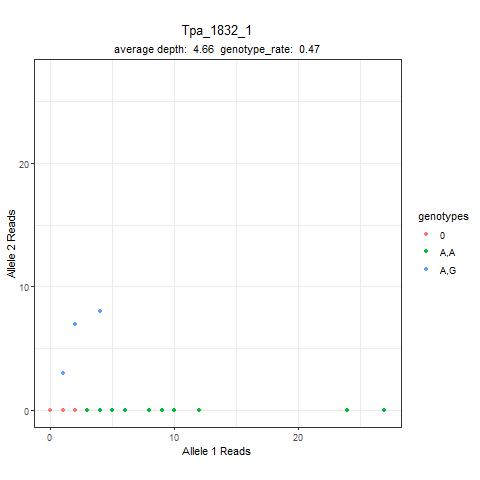 Tpa_1832_1
average depth: 4.66 genotype_rate: 0.47
Allele 2 Reads
20
10
0
0
10
20
Allele 1 Reads
genotypes
0
A,A
A,G